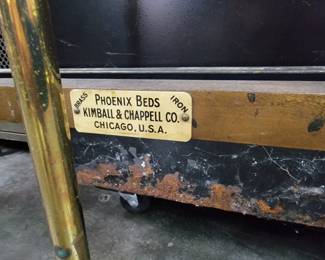 BRASS
IRON
PHOENIX BEDS
KIMBALL & CHAPPELL CO.
CHICAGO, U.S.A.